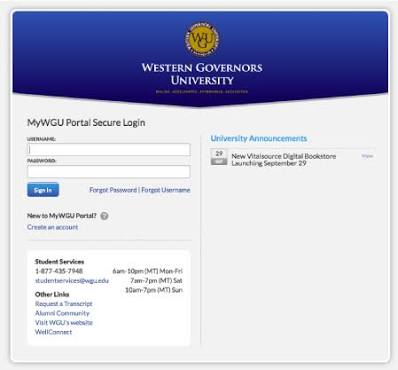 WGU
WESTERN GOVERNORS
UNIVERSITY
MyWGU Portal Secure Login
USERNAME:
PASSWORD:
Sign In
Forgot Password | Forgot Username
New to MyWGU Portal? ?
Create an account
Student Services
1-877-435-7948 6am-10pm (MT) Mon-Fri
studentservices@wgu.edu 7am-7pm (MT) Sat
10am-7pm (MT) Sun
Other Links
Request a Transcript
Alumni Community
Visit WGU's website
WellConnect
University Announcements
29
New Vitalsource Digital Bookstore View
Launching September 29